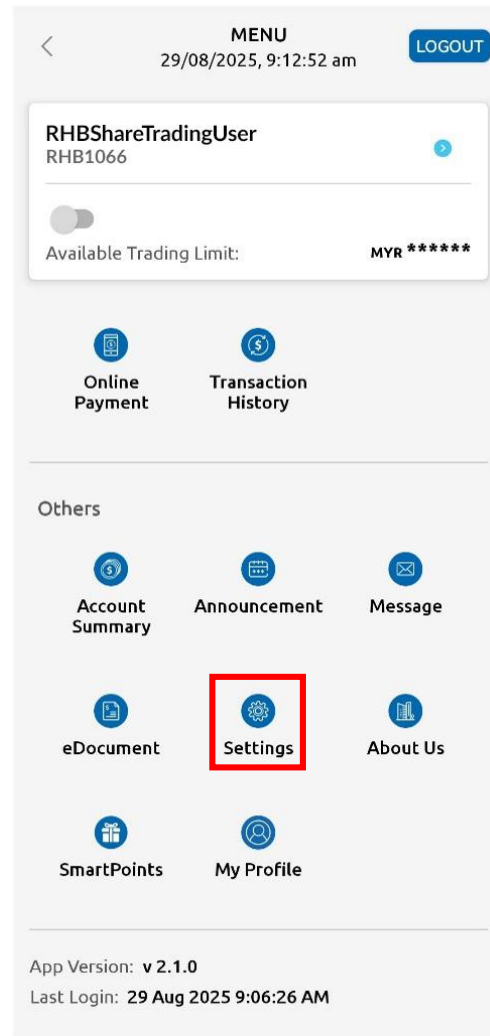 MENU
29/08/2025, 9:12:52 am
LOGOUT
RHBShareTradingUser
RHB1066
Available Trading Limit: MYR ******
Online Payment
Transaction History
Others
Account Summary
Announcement
Message
eDocument
Settings
About Us
SmartPoints
My Profile
App Version: v 2.1.0
Last Login: 29 Aug 2025 9:06:26 AM